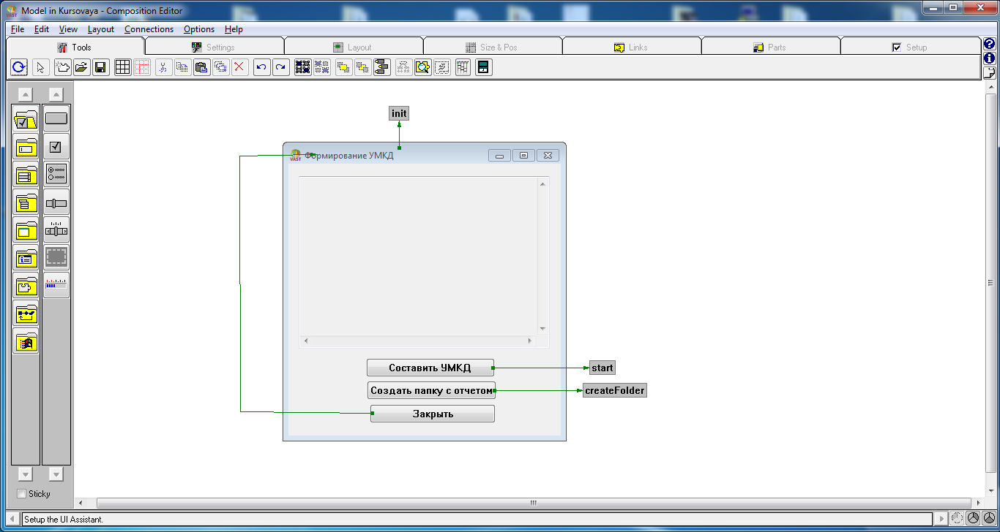 Model in Kursovaya - Composition Editor
File Edit View Layout Connections Options Help
Tools Settings Layout Size & Pos Links Parts Setup
init
VAST Формирование УМКД
Составить УМКД start
Создать папку с отчетом createFolder
Закрыть
Sticky
Setup the UI Assistant.